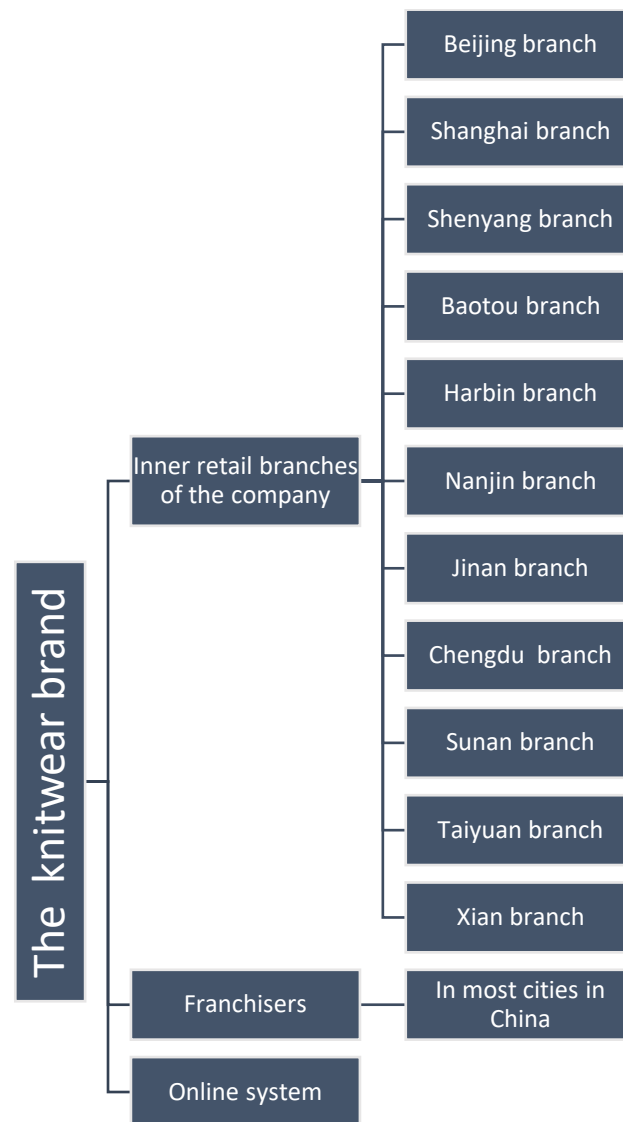 The knitwear brand
Inner retail branches
of the company
Beijing branch
Shanghai branch
Shenyang branch
Baotou branch
Harbin branch
Nanjin branch
Jinan branch
Chengdu branch
Sunan branch
Taiyuan branch
Xian branch
Franchisers
In most cities in
China
Online system